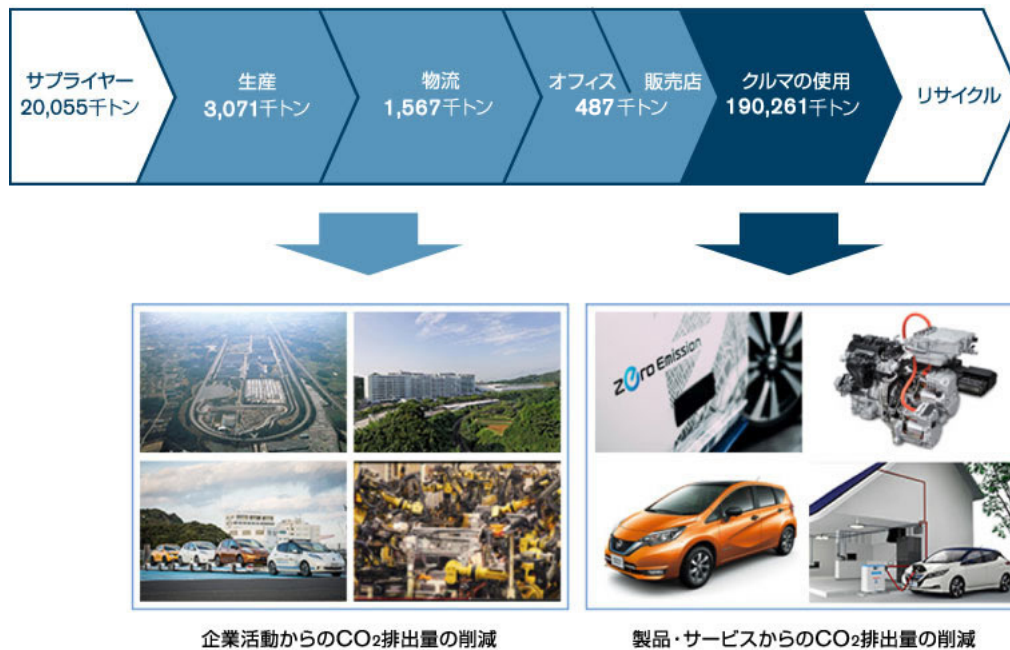 サプライヤー
20,055千トン
生産
3,071千トン
物流
1,567千トン
オフィス 販売店
487千トン
クルマの使用
190,261千トン
リサイクル
Zero Emission
企業活動からのCO₂排出量の削減
製品・サービスからのCO₂排出量の削減